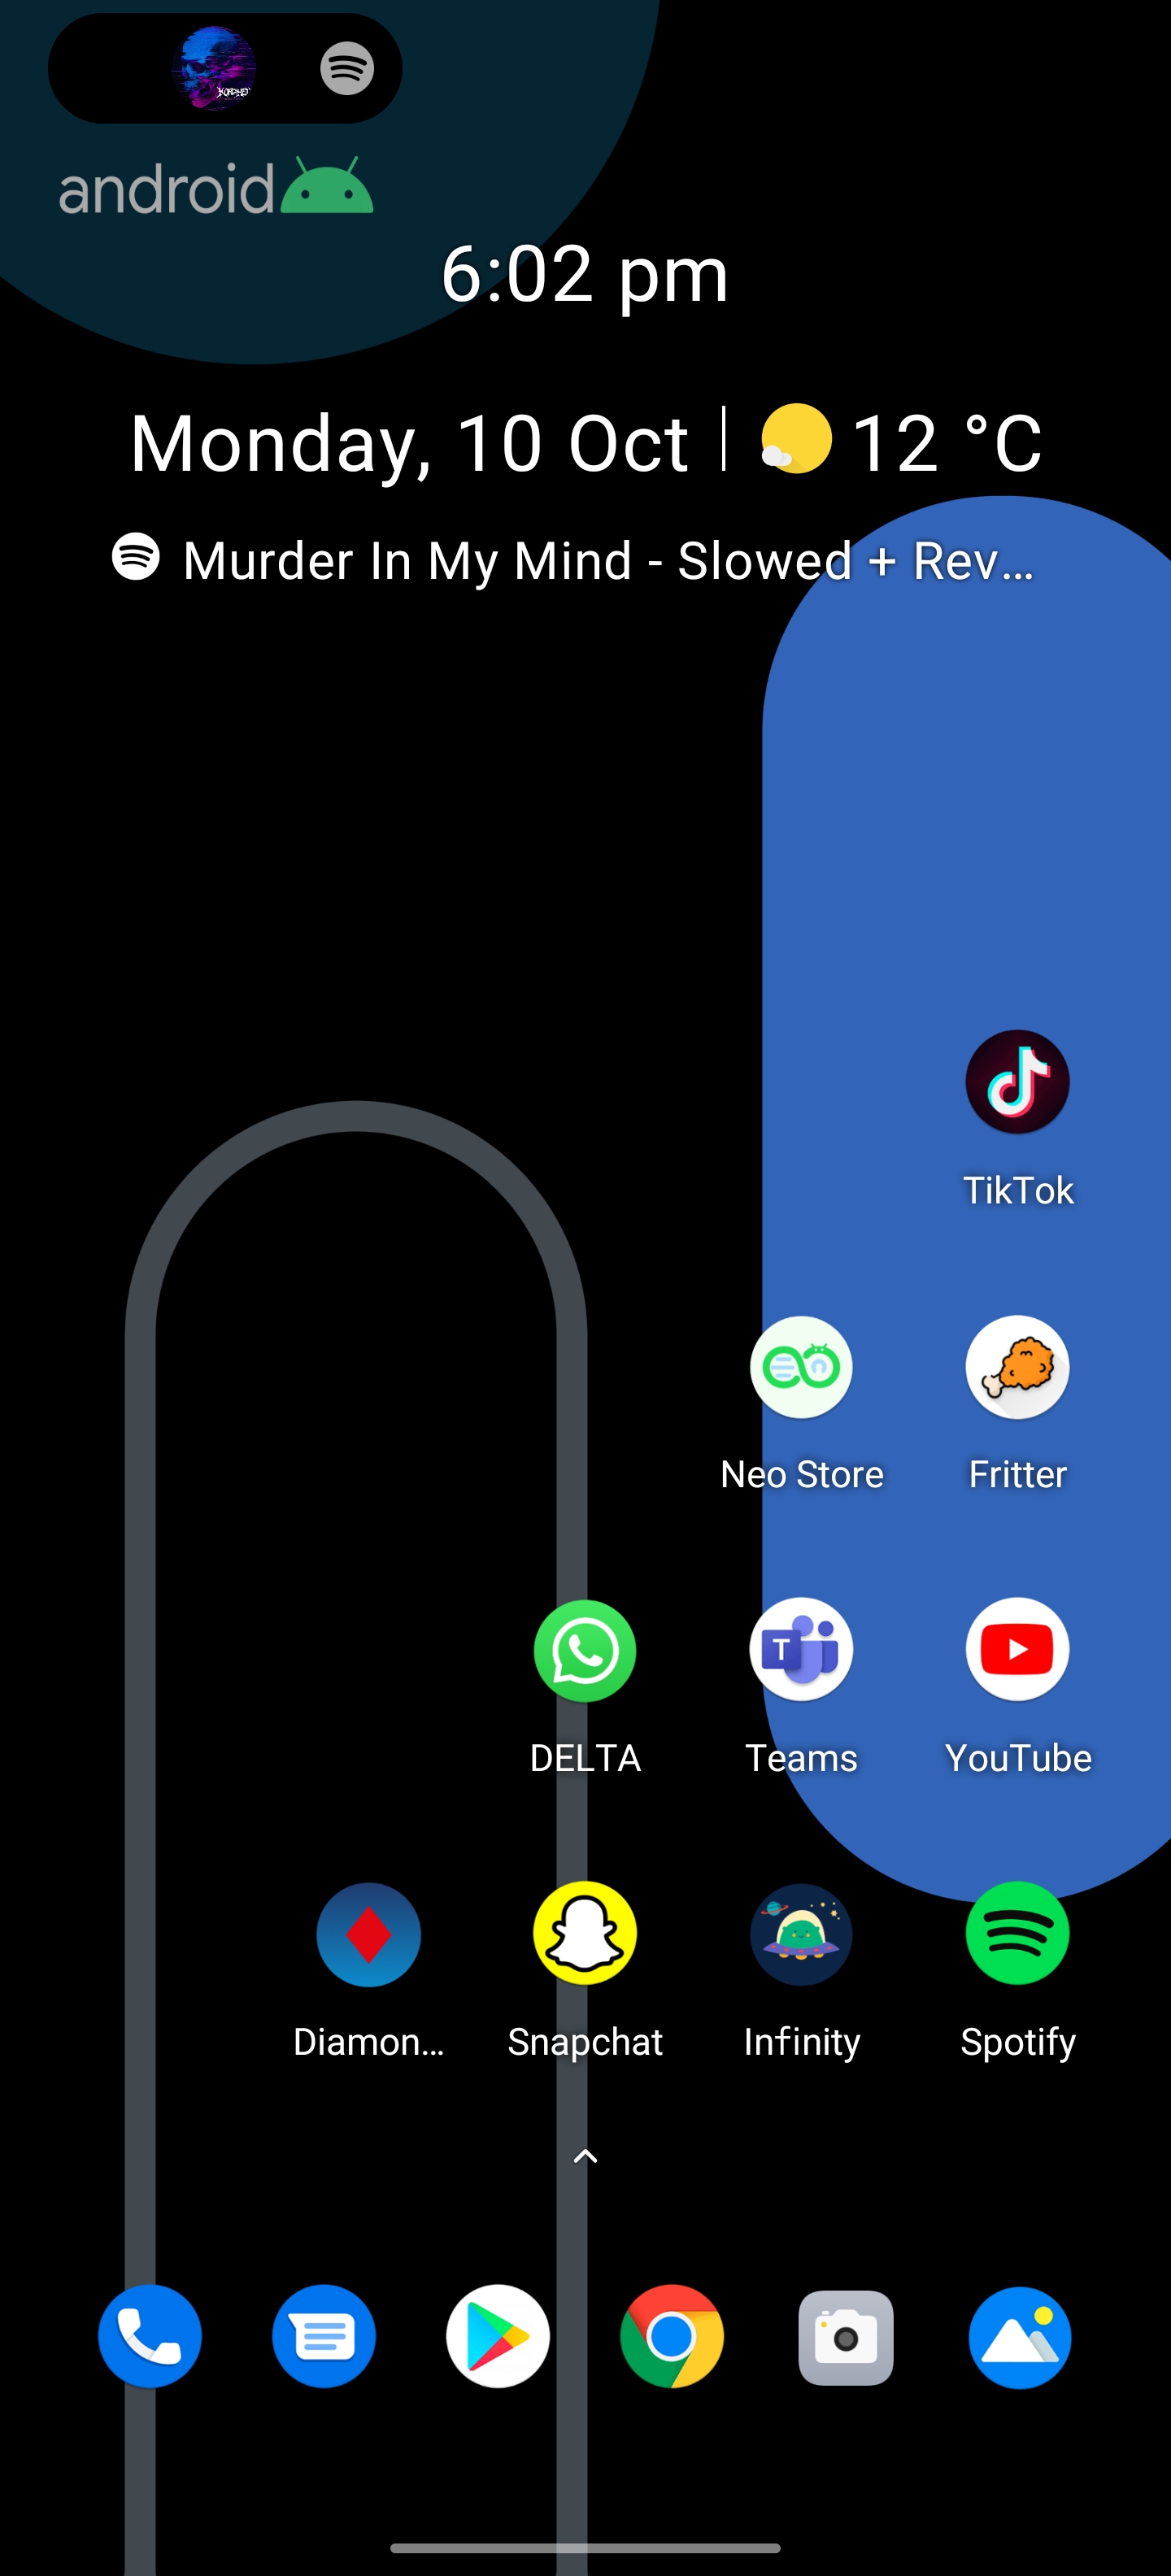 KORDHELL
android
6:02 pm
Monday, 10 Oct | 12 °C
Murder In My Mind - Slowed + Rev...
TikTok
Neo Store
Fritter
DELTA
Teams
YouTube
Diamon...
Snapchat
Infinity
Spotify